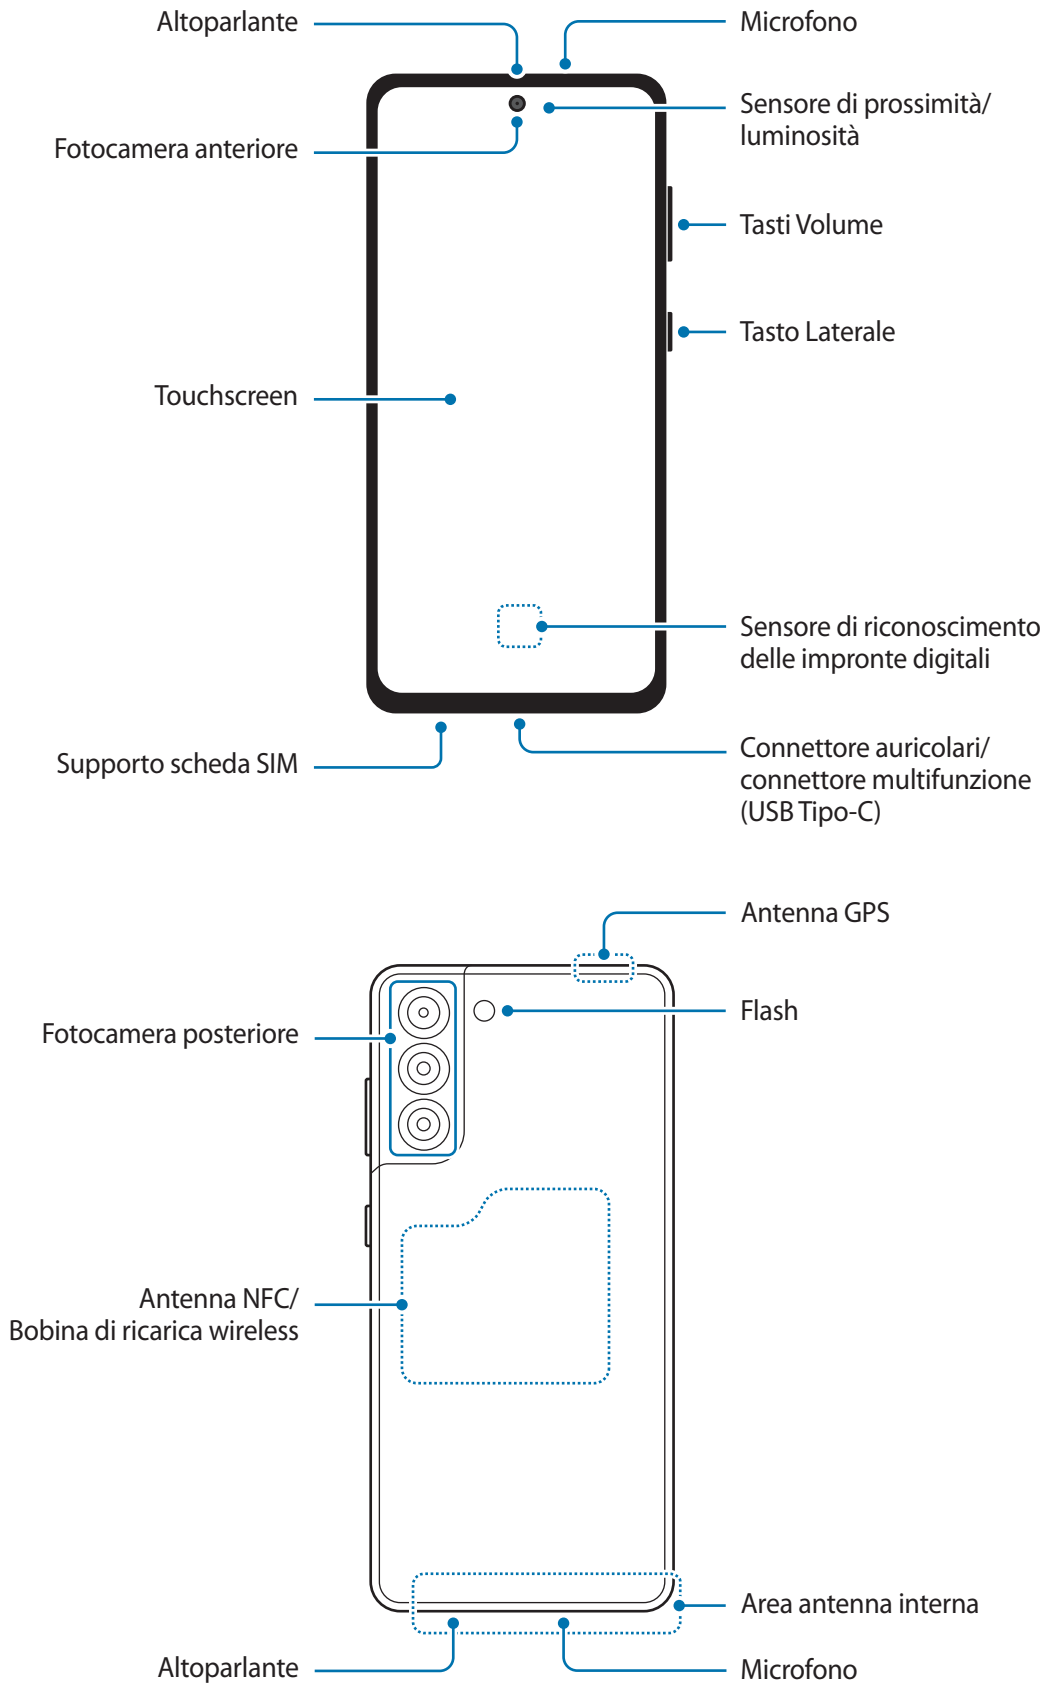 Altoparlante
Microfono
Sensore di prossimità/
luminosità
Fotocamera anteriore
Tasti Volume
Tasto Laterale
Touchscreen
Sensore di riconoscimento
delle impronte digitali
Supporto scheda SIM
Connettore auricolari/
connettore multifunzione
(USB Tipo-C)
Antenna GPS
Flash
Fotocamera posteriore
Antenna NFC/
Bobina di ricarica wireless
Area antenna interna
Altoparlante
Microfono